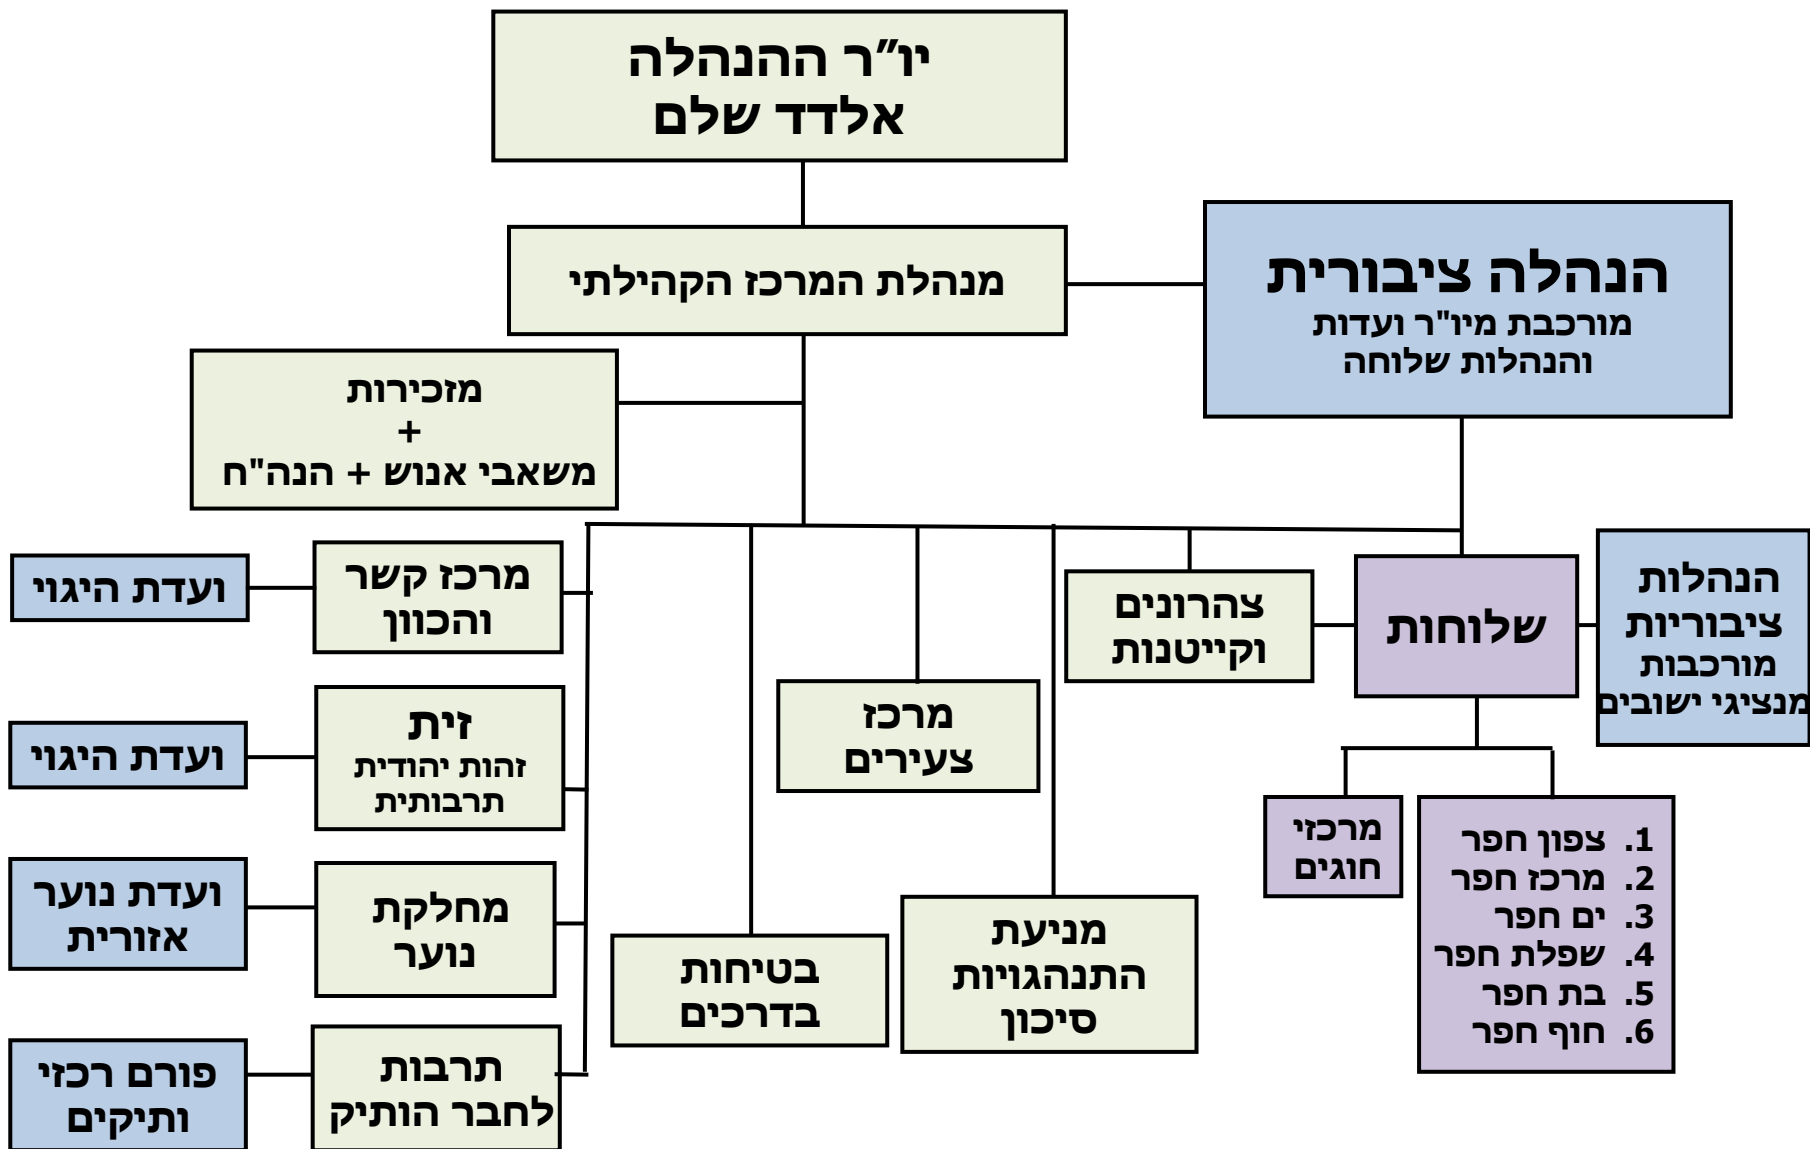 יו"ר ההנהלה
אלדד שלם
מנהלת המרכז הקהילתי
הנהלה ציבורית
מורכבת מיו"ר ועדות
והנהלות שלוחה
מזכירות
+
משאבי אנוש + הנה"ח
הנהלות
ציבוריות
מורכבות
מנציגי ישובים
שלוחות
צהרונים
וקייטנות
מרכז
צעירים
מרכז קשר
והכוון
ועדת היגוי
זית
זהות יהודית
תרבותית
ועדת היגוי
מחלקת
נוער
ועדת נוער
אזורית
תרבות
לחבר הותיק
פורם רכזי
ותיקים
בטיחות
בדרכים
מניעת
התנהגויות
סיכון
מרכזי
חוגים
1. צפון חפר
2. מרכז חפר
3. ים חפר
4. שפלת חפר
5. בת חפר
6. חוף חפר